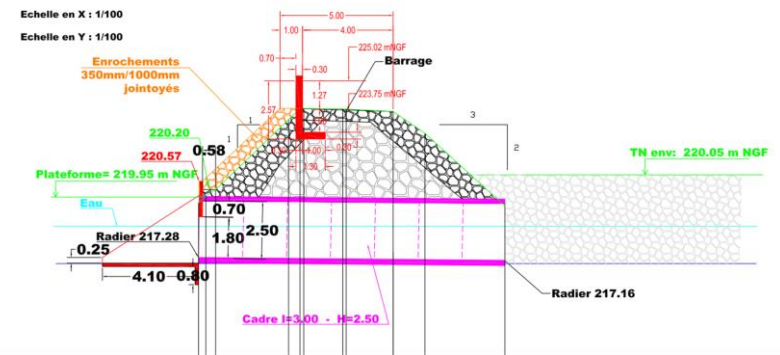 Echelle en X : 1/100
Echelle en Y : 1/100
5.00
1.00
4.00
0.70
0.30
225.02 mNGF
Barrage
Enrochements
350mm/1000mm
jointoyés
1.27
223.75 mNGF
2.57
1
1
3
2
220.20
0.58
220.57
1.30
TN env: 220.05 m NGF
Plateforme= 219.95 m NGF
0.70
Eau
1.80
2.50
Radier 217.28
0.25
4.10
0.80
Radier 217.16
Cadre l=3.00 - H=2.50